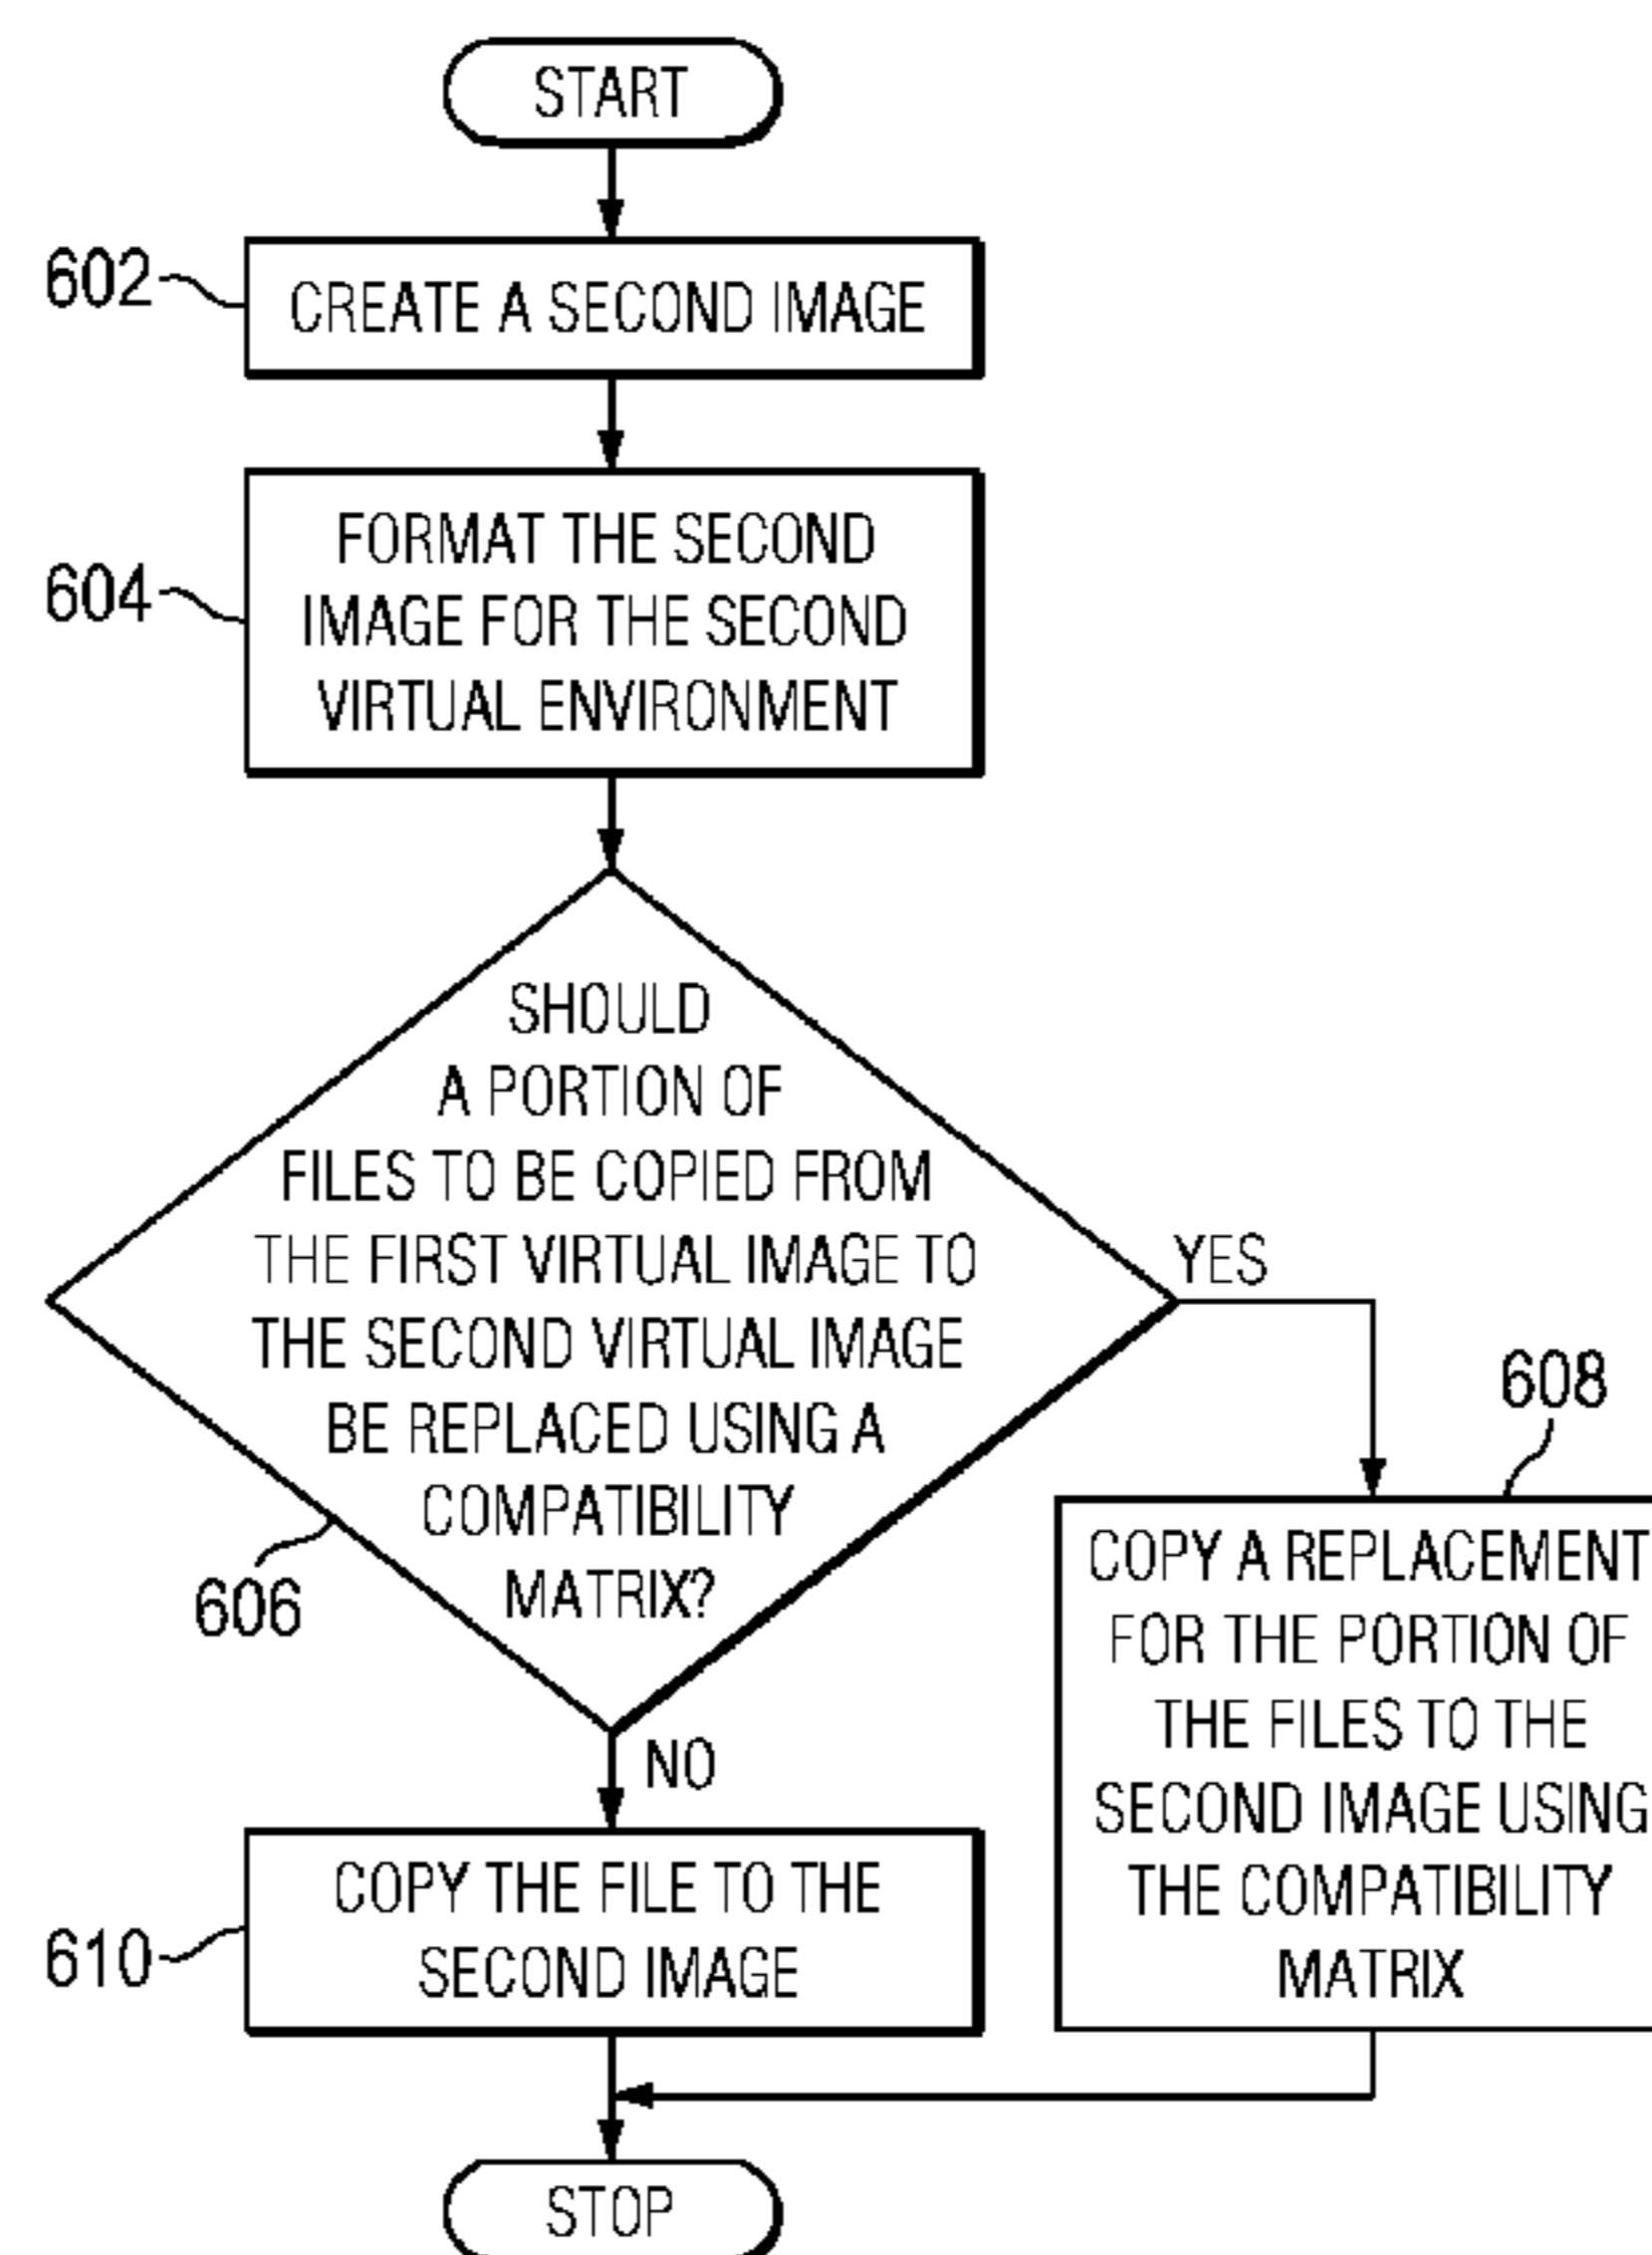 START
602
CREATE A SECOND IMAGE
604
FORMAT THE SECOND
IMAGE FOR THE SECOND
VIRTUAL ENVIRONMENT
SHOULD
A PORTION OF
FILES TO BE COPIED FROM
THE FIRST VIRTUAL IMAGE TO
THE SECOND VIRTUAL IMAGE
BE REPLACED USING A
COMPATIBILITY
MATRIX?
606
YES
608
COPY A REPLACEMENT
FOR THE PORTION OF
THE FILES TO THE
SECOND IMAGE USING
THE COMPATIBILITY
MATRIX
NO
610
COPY THE FILE TO THE
SECOND IMAGE
STOP